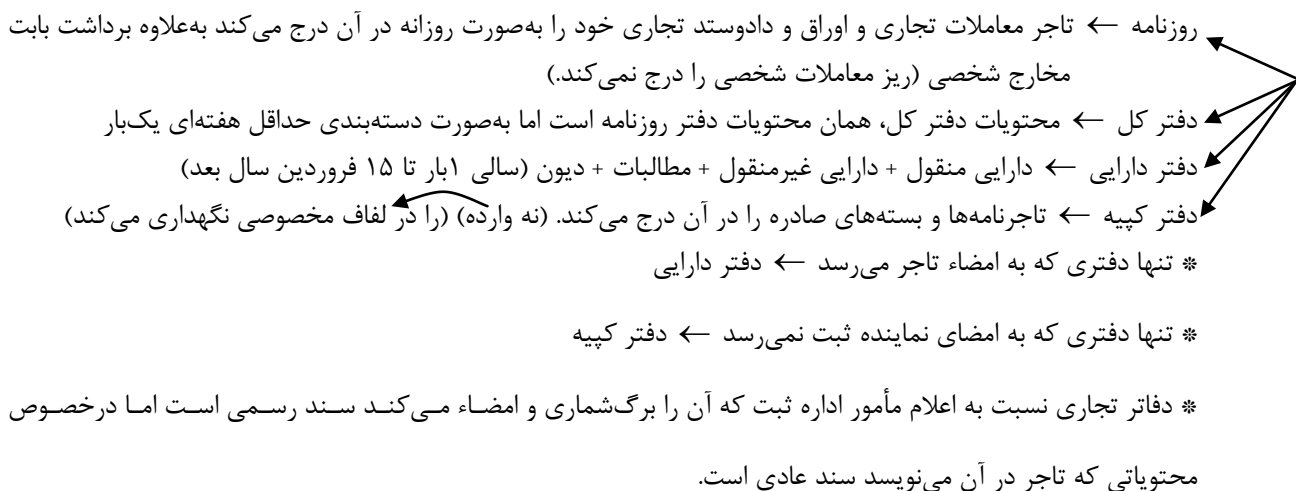 روزنامه ← تاجر معاملات تجاری و اوراق و دادوستد تجاری خود را به‌صورت روزانه در آن درج می‌کند به‌علاوه برداشت بابت
مخارج شخصی (ریز معاملات شخصی را درج نمی‌کند.)
دفتر کل ← محتویات دفتر کل، همان محتویات دفتر روزنامه است اما به‌صورت دسته‌بندی حداقل هفته‌ای یک‌بار
دفتر دارایی ← دارایی منقول + دارایی غیرمنقول + مطالبات + دیون (سالی ۱بار تا ۱۵ فروردین سال بعد)
دفتر کپیه ← تاجرنامه‌ها و بسته‌های صادره را در آن درج می‌کند. (نه وارده) (را در لفاف مخصوصی نگهداری می‌کند)
* تنها دفتری که به امضاء تاجر می‌رسد ← دفتر دارایی
* تنها دفتری که به امضای نماینده ثبت نمی‌رسد ← دفتر کپیه
* دفاتر تجاری نسبت به اعلام مأمور اداره ثبت که آن را برگ‌شماری و امضاء می‌کند سند رسمی است اما درخصوص
محتویاتی که تاجر در آن می‌نویسد سند عادی است.